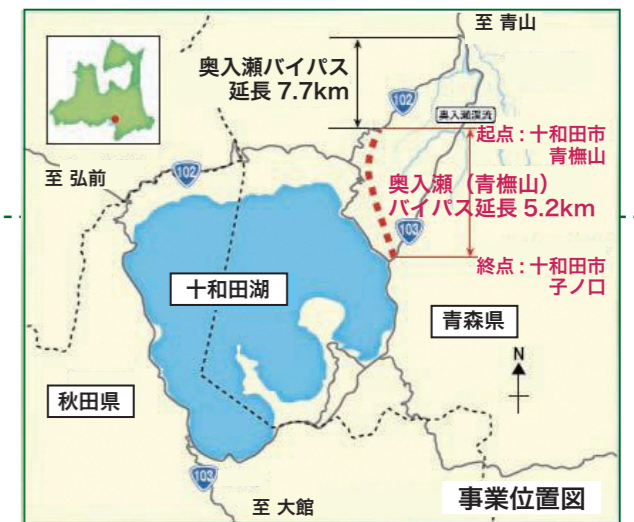 至 青山
奥入瀬バイパス
延長 7.7km
102
奥入瀬渓流
起点：十和田市
青橅山
至 弘前
102
奥入瀬（青橅山）
バイパス延長 5.2km
103
終点：十和田市
子ノ口
十和田湖
青森県
N
秋田県
103
至 大館
事業位置図